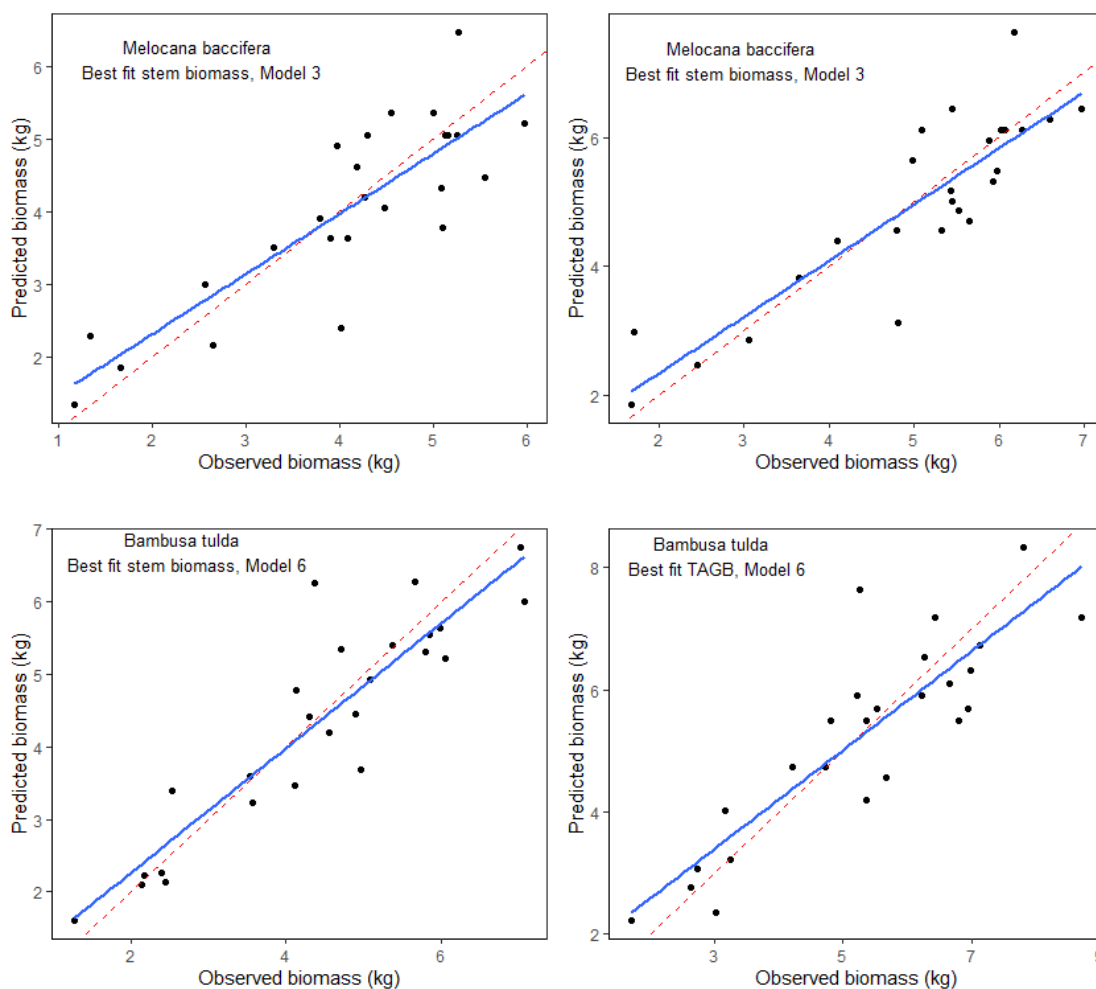 Melocana baccifera
Best fit stem biomass, Model 3
Predicted biomass (kg)
6
5
4
3
2
1
2
3
4
5
6
Observed biomass (kg)
Melocana baccifera
Best fit stem biomass, Model 3
Predicted biomass (kg)
6
4
2
2
3
4
5
6
7
Observed biomass (kg)
Bambusa tulda
Best fit stem biomass, Model 6
Predicted biomass (kg)
7
6
5
4
3
2
2
4
6
Observed biomass (kg)
Bambusa tulda
Best fit TAGB, Model 6
Predicted biomass (kg)
8
6
4
2
3
5
7
Observed biomass (kg)